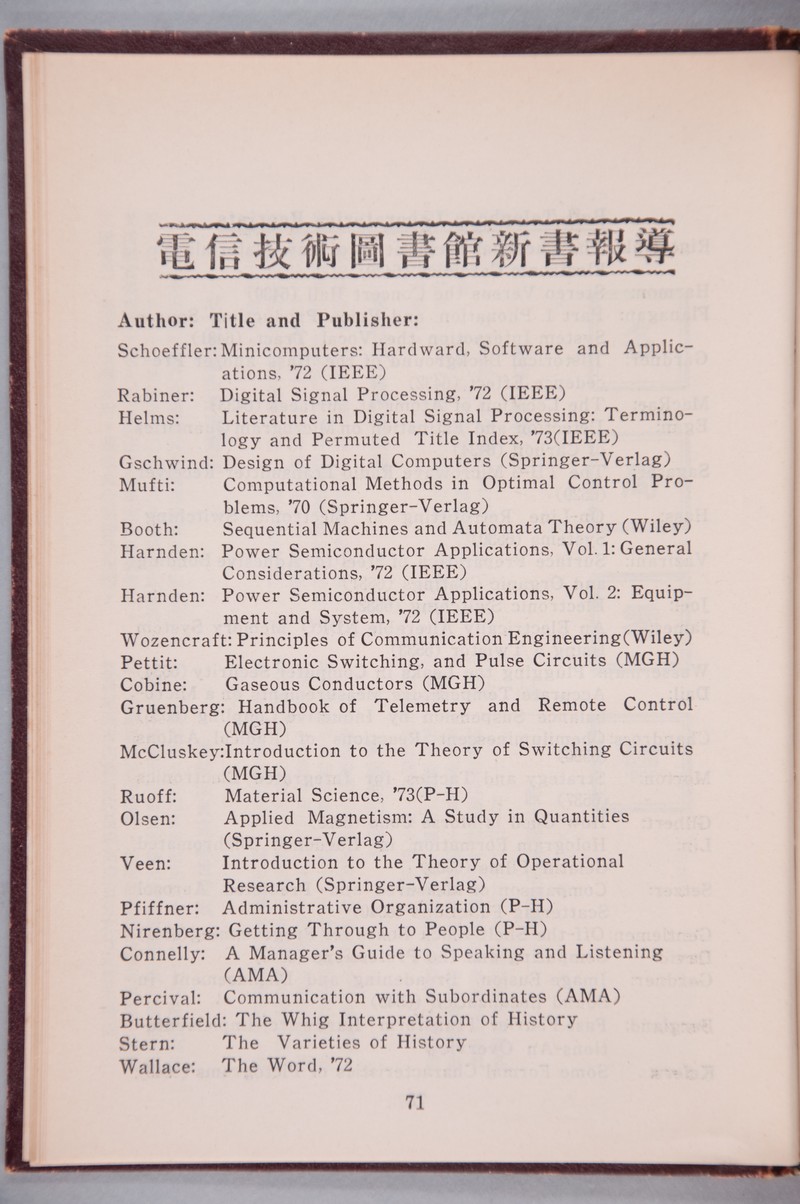 電信技術圖書館新書報導
Author: Title and Publisher:
Schoeffler: Minicomputers: Hardward, Software and Applic-
ations, '72 (IEEE)
Rabiner: Digital Signal Processing, '72 (IEEE)
Helms: Literature in Digital Signal Processing: Termino-
logy and Permuted Title Index, '73(IEEE)
Gschwind: Design of Digital Computers (Springer-Verlag)
Mufti: Computational Methods in Optimal Control Pro-
blems, '70 (Springer-Verlag)
Booth: Sequential Machines and Automata Theory (Wiley)
Harnden: Power Semiconductor Applications, Vol. 1: General
Considerations, '72 (IEEE)
Harnden: Power Semiconductor Applications, Vol. 2: Equip-
ment and System, '72 (IEEE)
Wozencraft: Principles of Communication Engineering(Wiley)
Pettit: Electronic Switching, and Pulse Circuits (MGH)
Cobine: Gaseous Conductors (MGH)
Gruenberg: Handbook of Telemetry and Remote Control
(MGH)
McCluskey:Introduction to the Theory of Switching Circuits
(MGH)
Ruoff: Material Science, '73(P-H)
Olsen: Applied Magnetism: A Study in Quantities
(Springer-Verlag)
Veen: Introduction to the Theory of Operational
Research (Springer-Verlag)
Pfiffner: Administrative Organization (P-H)
Nirenberg: Getting Through to People (P-H)
Connelly: A Manager's Guide to Speaking and Listening
(AMA)
Percival: Communication with Subordinates (AMA)
Butterfield: The Whig Interpretation of History
Stern: The Varieties of History
Wallace: The Word, '72
71